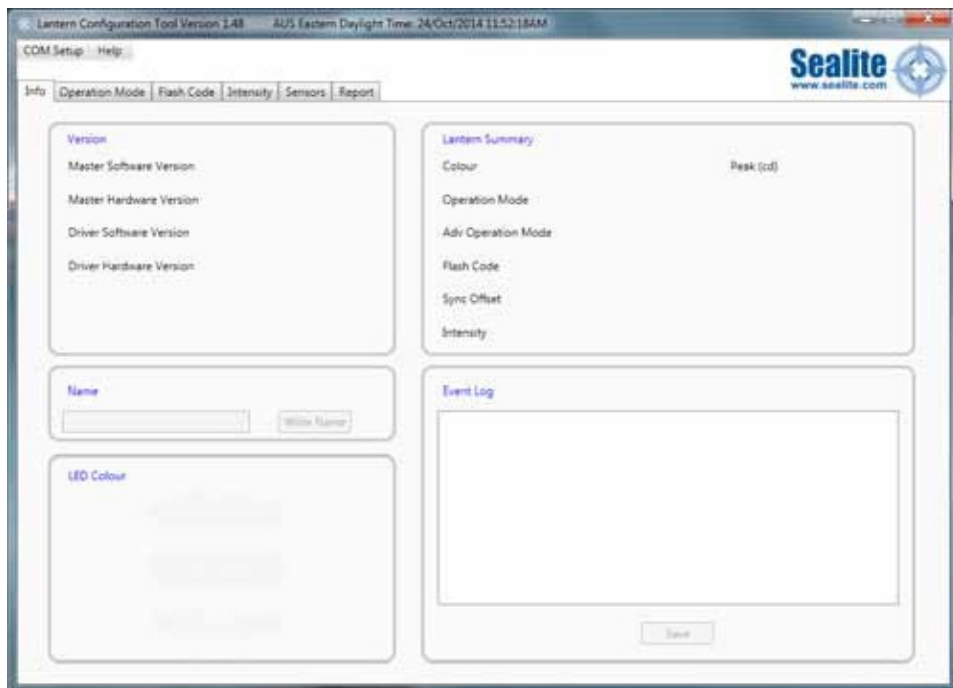 Lantern Configuration Tool Version 1.48 AUS Eastern Daylight Time: 24/Oct/2014 11:52:18AM
COM Setup Help
Sealite
www.sealite.com
Info Operation Mode Flash Code Intensity Sensors Report
Version
Master Software Version
Master Hardware Version
Driver Software Version
Driver Hardware Version
Lantern Summary
Colour Peak (cd)
Operation Mode
Adv Operation Mode
Flash Code
Sync Offset
Intensity
Name
Write Name
LED Colour
Event Log
Save